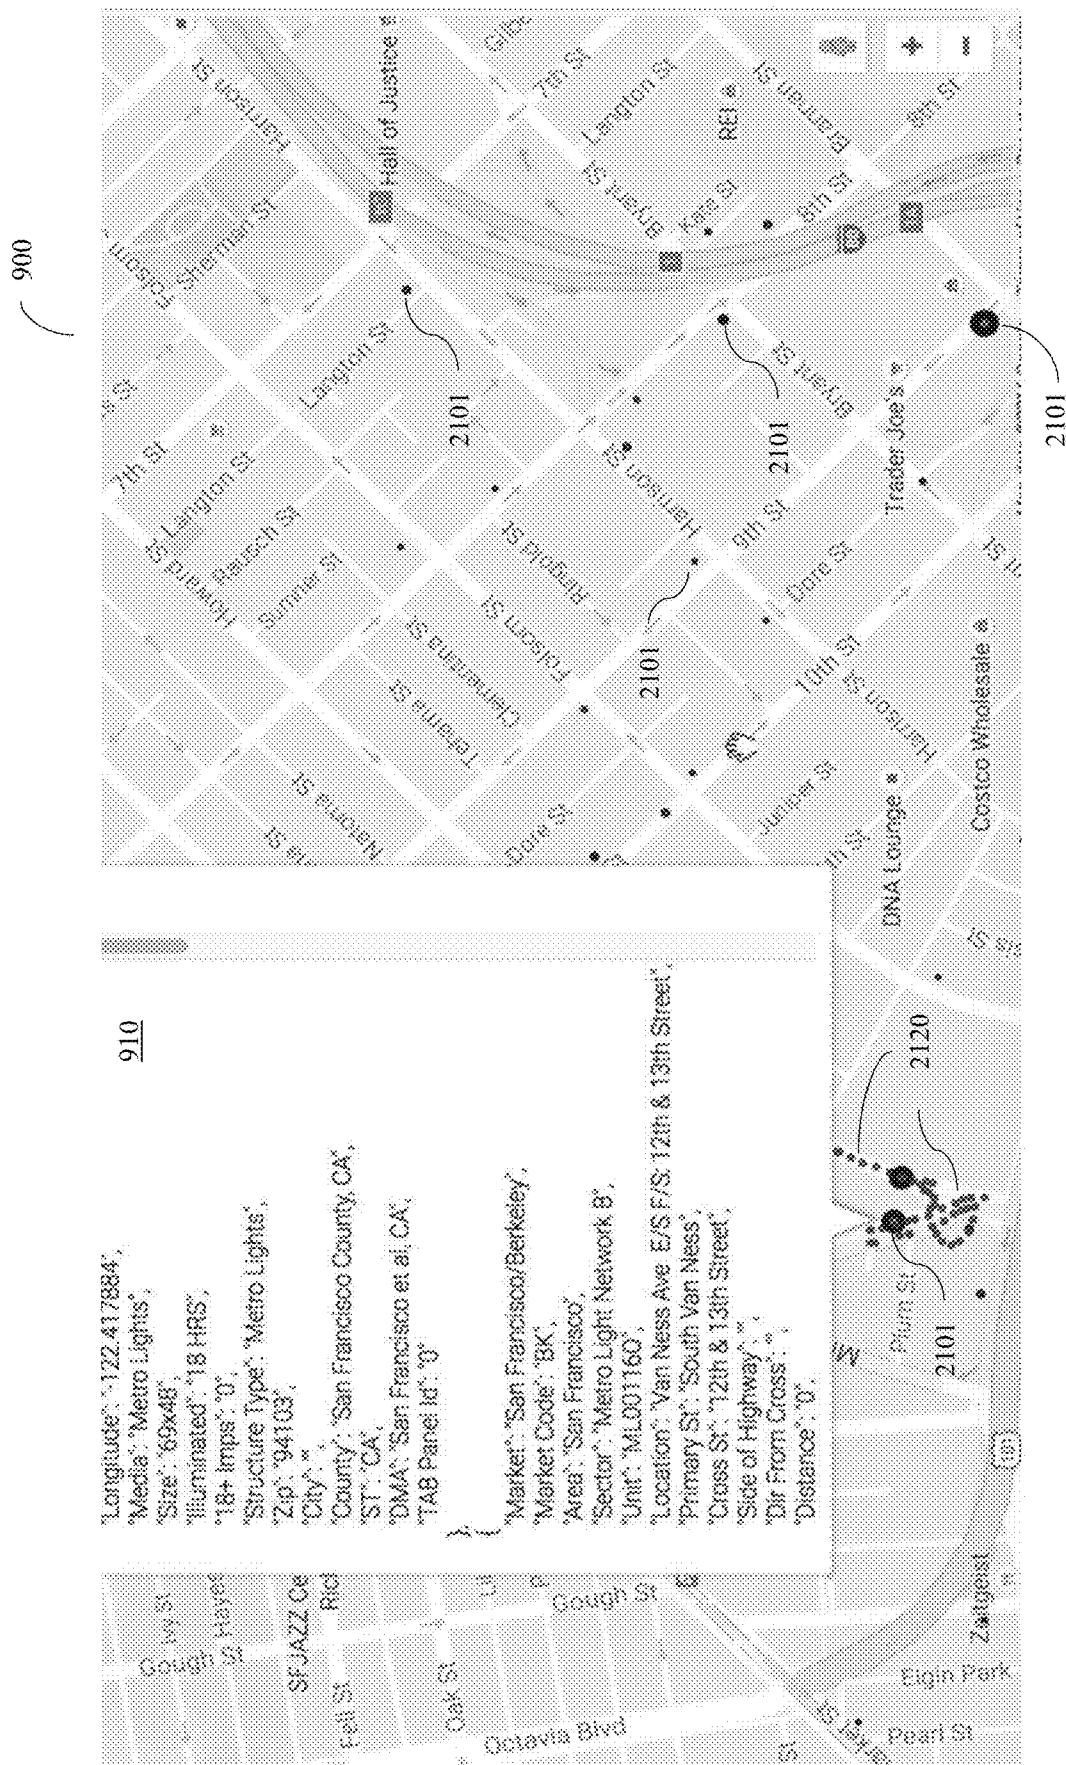 900
910
"Longitude": "-122.417884",
"Media": "Metro Lights",
"Size": "69x48",
"Illuminated": "18 HRS",
"18+ Imps": "0",
"Structure Type": "Metro Lights",
"Zip": "94103",
"City": "",
"County": "San Francisco County, CA",
"ST": "CA",
"DMA": "San Francisco et al, CA",
"TAB Panel Id": "0"
},
{
"Market": "San Francisco/Berkeley",
"Market Code": "BK",
"Area": "San Francisco",
"Sector": "Metro Light Network B",
"Unit": "ML00116O",
"Location": "Van Ness Ave E/S F/S: 12th & 13th Street",
"Primary St": "South Van Ness",
"Cross St": "12th & 13th Street",
"Side of Highway": "",
"Dir From Cross": "",
"Distance": "0",
Ivy St
Hayes
Gough St
SFJAZZ Ce
Fell St
Oak St
Octavia Blvd
Gough St
Elgin Park
Pearl St
Zeitgeist
101
Plum St
2101
2120
DNA Lounge
Costco Wholesale
Trader Joe's
Harrison St
Folsom
Sherman St
Hall of Justice
7th St
Langton St
Bryant St
Kate St
REI
Brannan St
8th St
8th St
7th St
Langton St
Langton St
Rausch St
Howard St
Sumner St
Ringold St
Folsom St
Clementina St
Tehama St
Natoma St
Dore St
Harrison St
9th St
Bryant St
Dore St
10th St
Harrison St
Juniper St
2101
2101
2101
2101